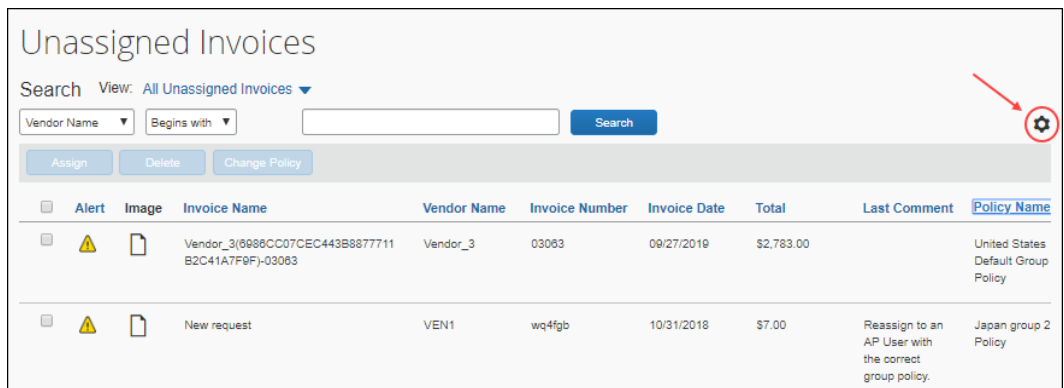 Unassigned Invoices
Search View: All Unassigned Invoices
Vendor Name Begins with Search
Assign Delete Change Policy
Alert Image Invoice Name Vendor Name Invoice Number Invoice Date Total Last Comment Policy Name
Vendor_3(6986CC07CEC443B8877711 Vendor_3 03063 09/27/2019 $2,783.00 United States
B2C41A7F9F)-03063 Default Group
Policy
New request VEN1 wq4fgb 10/31/2018 $7.00 Reassign to an Japan group 2
AP User with Policy
the correct
group policy.